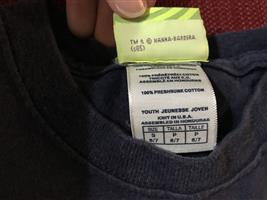 TM & © HANNA-BARBERA
(s05)
100% PRESHRUNK COTTON
YOUTH JEUNESSE JOVEN
KNIT IN U.S.A.
ASSEMBLED IN HONDURAS
SIZE TALLA TAILLE
S P P
6/7 6/7 6/7